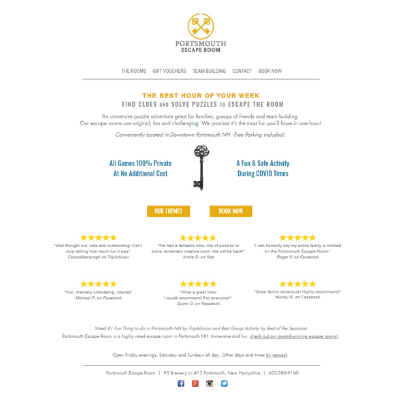 PORTSMOUTH
ESCAPE ROOM
THE ROOMS GIFT VOUCHERS TEAM BUILDING CONTACT BOOK NOW
THE BEST HOUR OF YOUR WEEK
FIND CLUES AND SOLVE PUZZLES TO ESCAPE THE ROOM
An immersive puzzle adventure great for families, groups of friends and team building.
Our escape rooms are original, fun and challenging. We promise it's the most fun you'll have in one hour!
Conveniently located in Downtown Portsmouth NH - Free Parking included!
All Games 100% Private
At No Additional Cost
A Fun & Safe Activity
During COVID Times
OUR THEMES
BOOK NOW
"Well thought out, safe and outstanding! Can't
stop talking how much fun it was!"
on TripAdvisor
"We had a fantastic time, lots of puzzles to
solve, extremely creative room. We will be back!"
Annie G. on Yelp
"I can honestly say my entire family is hooked
on the Portsmouth Escape Room!"
Roger P. on Facebook
"Fun, mentally stimulating, intense"
Michael P. on Facebook
"What a great time!
I would recommend it to everyone!"
Quinn O. on Facebook
"Great family adventure! Highly recommend!"
Wendy R. on Facebook
Voted #1 Fun Thing to do in Portsmouth NH by TripAdvisor and Best Group Activity by Best of the Seacoast
Portsmouth Escape Room is a highly rated escape room in Portsmouth NH. Immersive and fun, check out our award-winning escape rooms!
Open Friday evenings, Saturday and Sundays all day. Other days and times by request.
Portsmouth Escape Room | 95 Brewery Ln #13 Portsmouth, New Hampshire | 603-380-9160